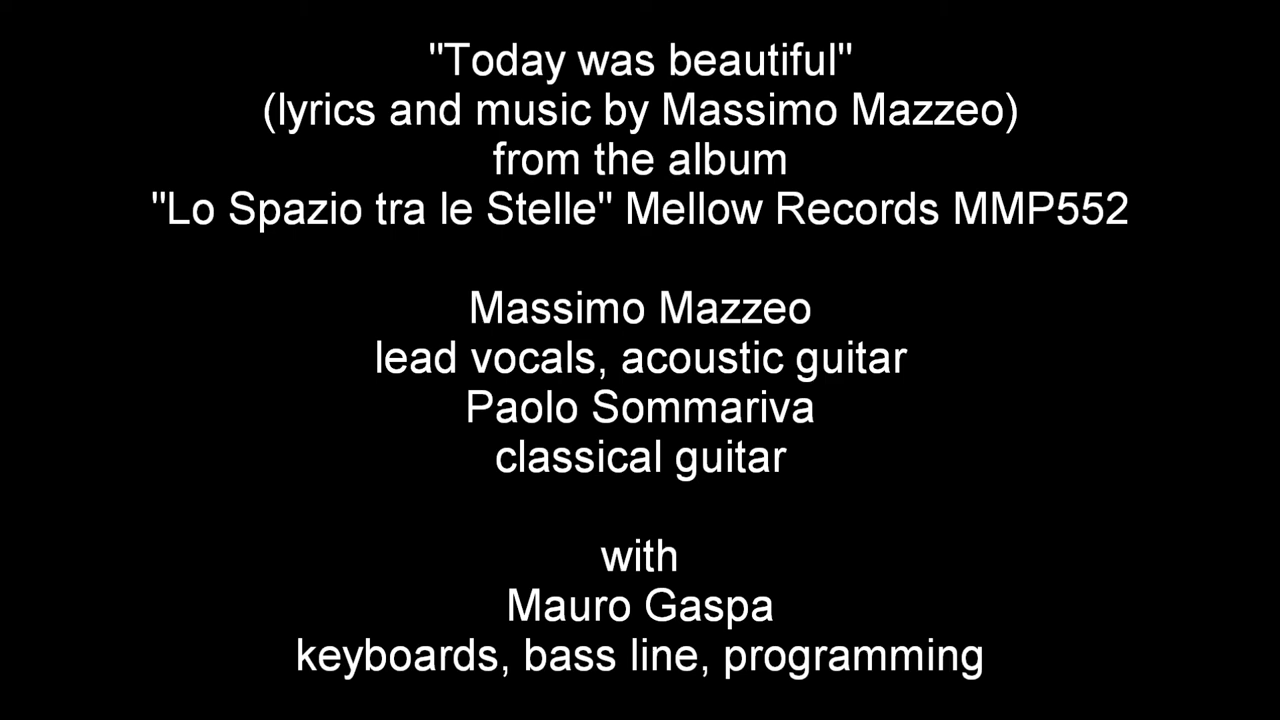 "Today was beautiful"
(lyrics and music by Massimo Mazzeo)
from the album
"Lo Spazio tra le Stelle" Mellow Records MMP552
Massimo Mazzeo
lead vocals, acoustic guitar
Paolo Sommariva
classical guitar
with
Mauro Gaspa
keyboards, bass line, programming